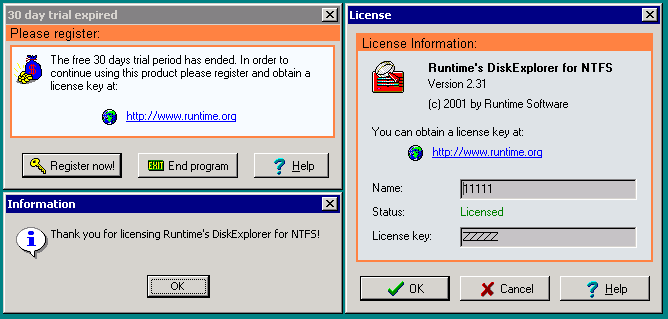 30 day trial expired
Please register:
The free 30 days trial period has ended. In order to
continue using this product please register and obtain a
license key at:
http://www.runtime.org
Register now!
EXIT End program
? Help
Information
Thank you for licensing Runtime's DiskExplorer for NTFS!
OK
License
License Information:
Runtime's DiskExplorer for NTFS
Version 2.31
(c) 2001 by Runtime Software
You can obtain a license key at:
http://www.runtime.org
Name: 11111
Status: Licensed
License key: ZZZZZ
OK
Cancel
? Help